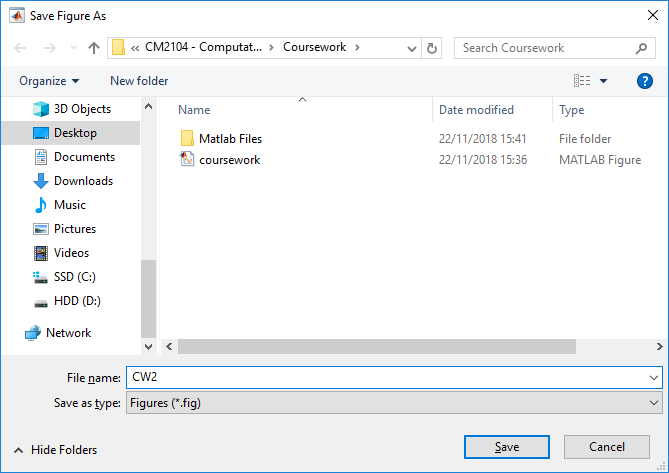 Save Figure As
« CM2104 - Computat... > Coursework >
Search Coursework
Organize
New folder
?
3D Objects
Desktop
Documents
Downloads
Music
Pictures
Videos
SSD (C:)
HDD (D:)
Network
Name Date modified Type
Matlab Files 22/11/2018 15:41 File folder
coursework 22/11/2018 15:36 MATLAB Figure
File name: CW2
Save as type: Figures (*.fig)
Hide Folders
Save
Cancel